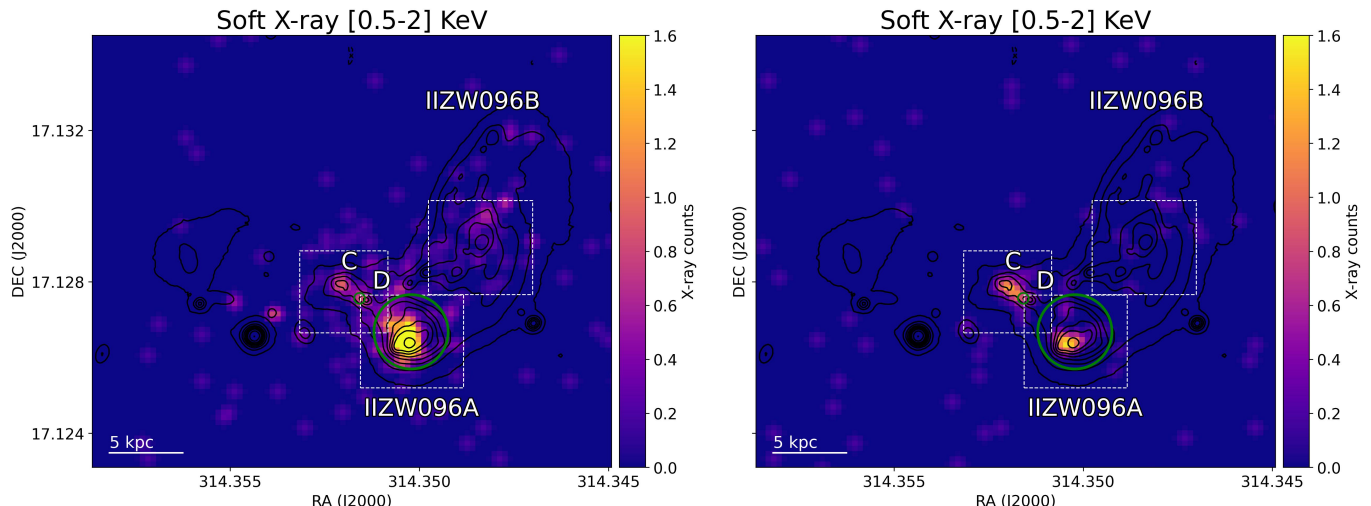 Soft X-ray [0.5-2] KeV
IIZW096B
C
D
IIZW096A
5 kpc
17.132
17.128
17.124
DEC (J2000)
314.355
314.350
314.345
RA (J2000)
1.6
1.4
1.2
1.0
0.8
0.6
0.4
0.2
0.0
X-ray counts
Soft X-ray [0.5-2] KeV
IIZW096B
C
D
IIZW096A
5 kpc
DEC (J2000)
314.355
314.350
314.345
RA (J2000)
1.6
1.4
1.2
1.0
0.8
0.6
0.4
0.2
0.0
X-ray counts